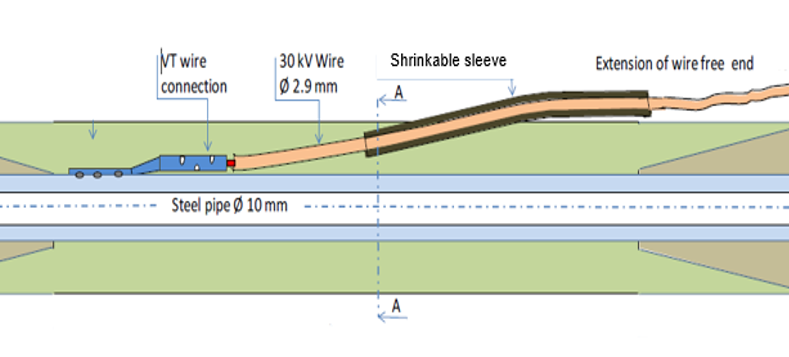 VT wire
connection
30 kV Wire
Ø 2.9 mm
Shrinkable sleeve
Extension of wire free end
A
Steel pipe Ø 10 mm
A